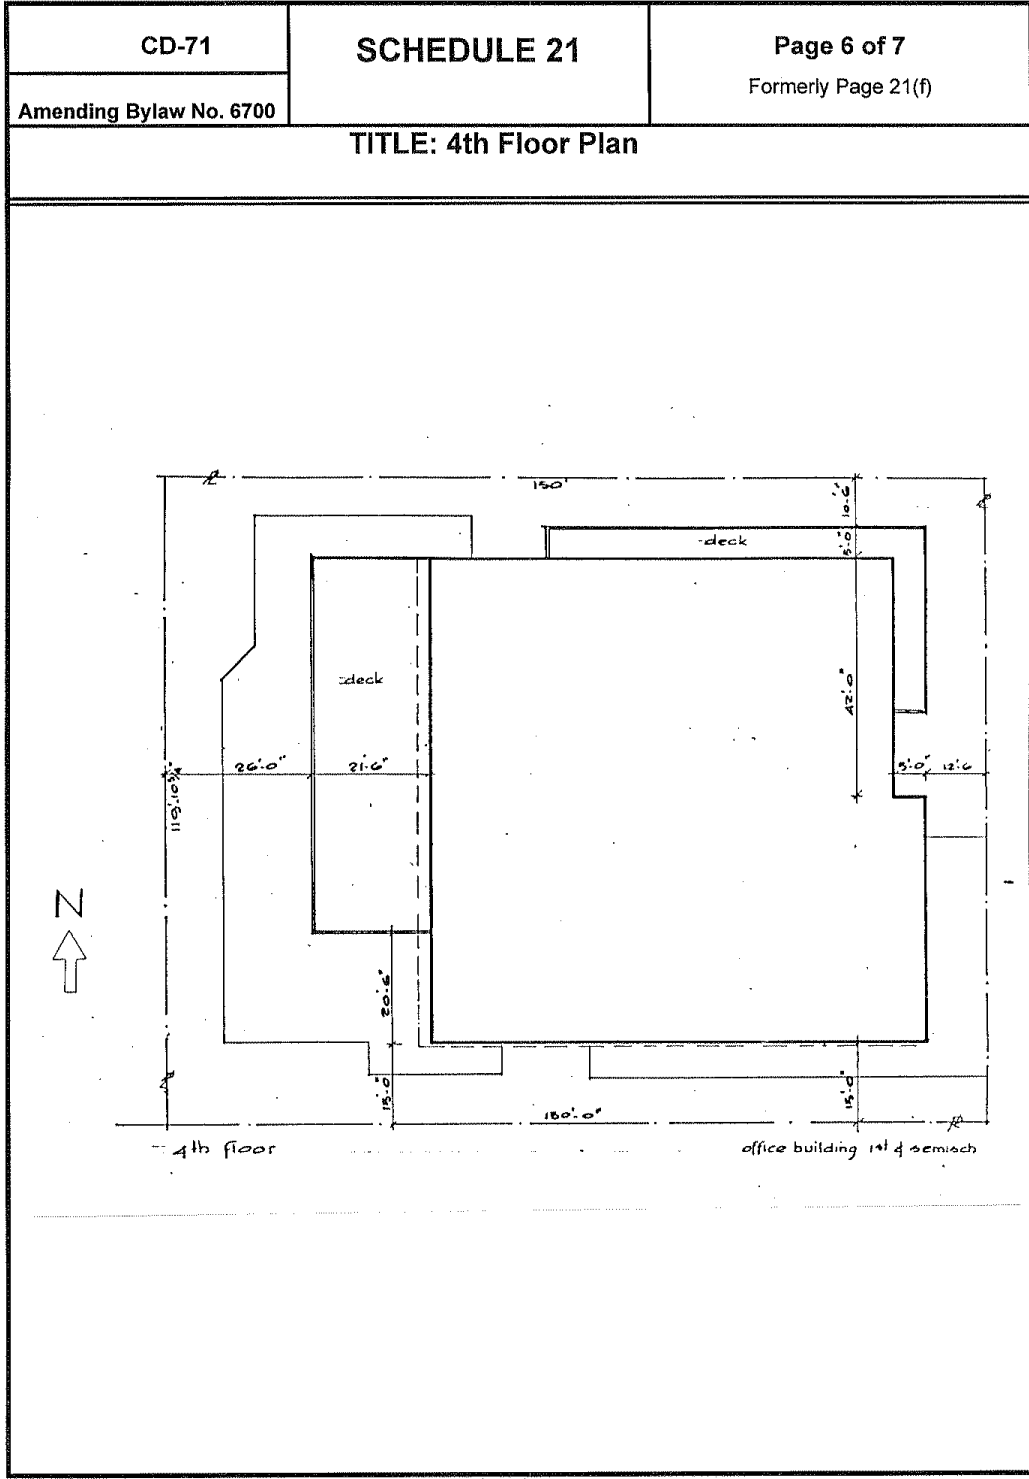 CD-71
Amending Bylaw No. 6700
SCHEDULE 21
Page 6 of 7
Formerly Page 21(f)
TITLE: 4th Floor Plan
150'
10'-6"
5'-0"
deck
deck
42'-0"
26'-0"
21'-6"
5'-0"
12'-6
N
20'-6"
15'-0"
15'-0"
4th floor
office building 1st & semisch